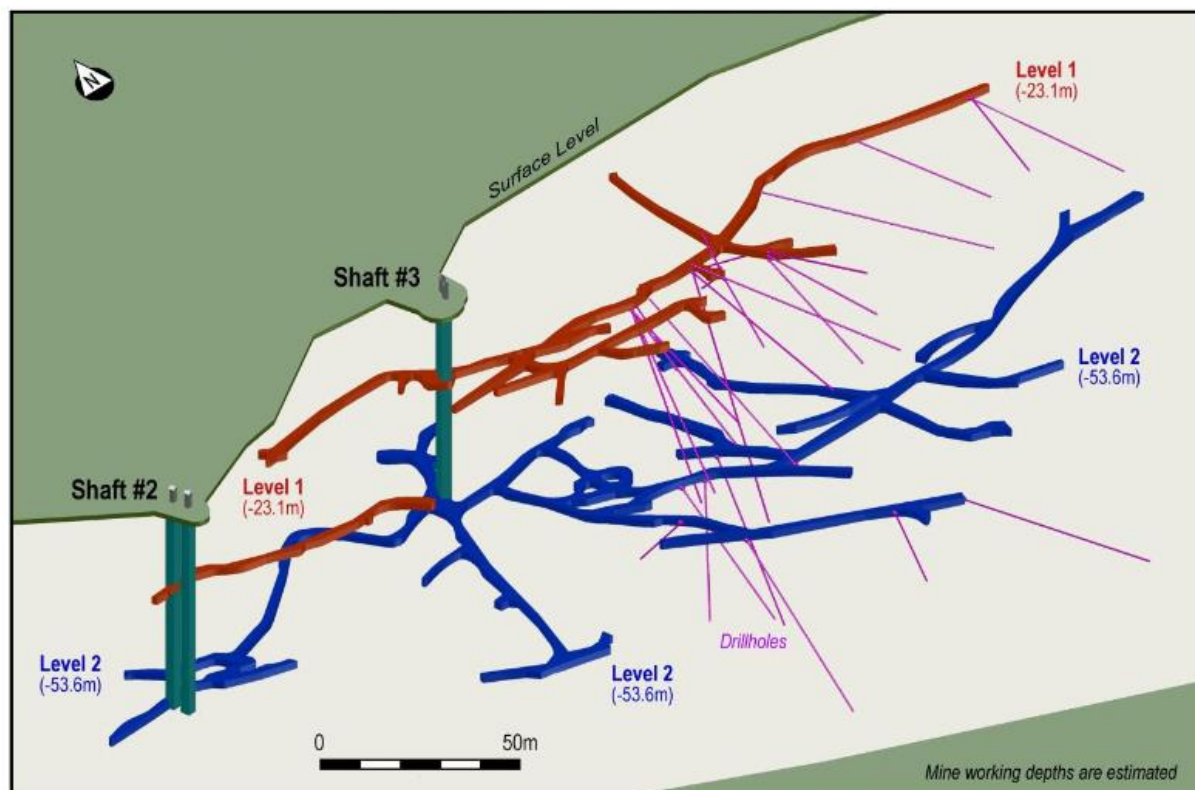 N
Surface Level
Level 1
(-23.1m)
Shaft #3
Level 2
(-53.6m)
Shaft #2
Level 1
(-23.1m)
Drillholes
Level 2
(-53.6m)
Level 2
(-53.6m)
0 50m
Mine working depths are estimated